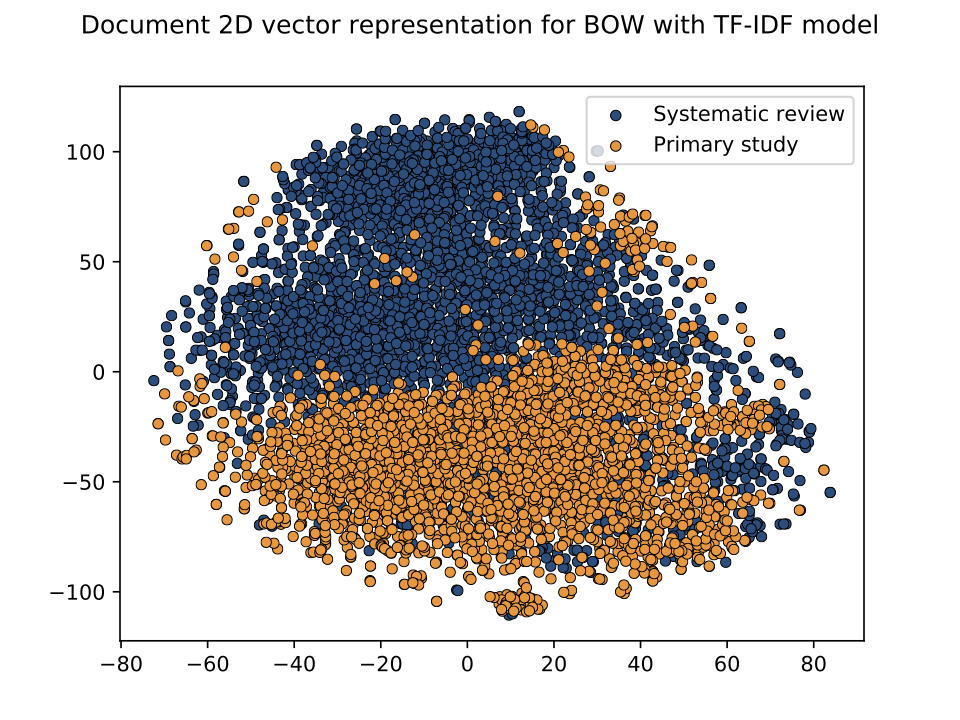 Document 2D vector representation for BOW with TF-IDF model
Systematic review
Primary study
100
50
0
−50
−100
−80 −60 −40 −20 0 20 40 60 80